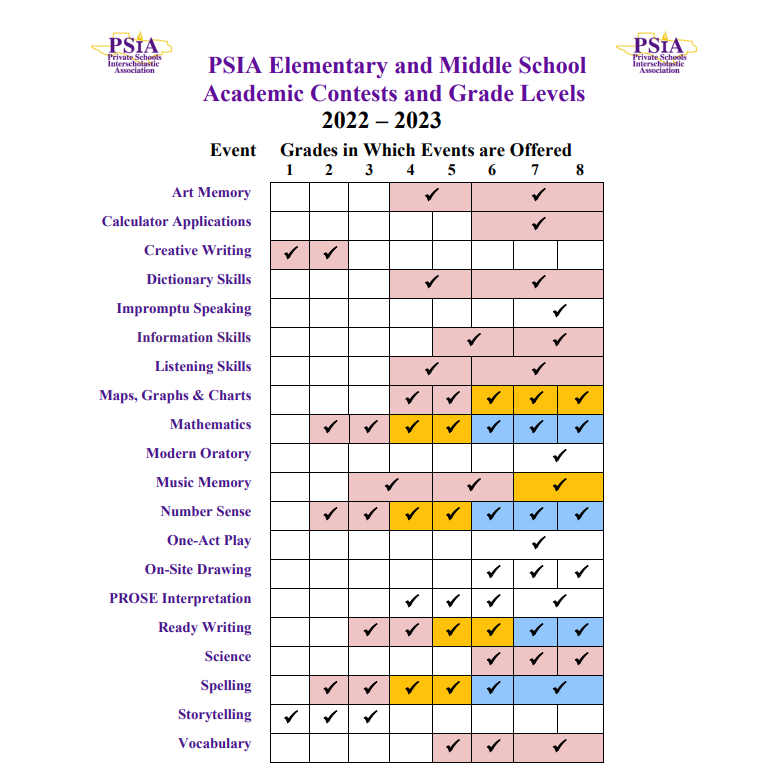 PSIA
Private Schools
Interscholastic
Association
PSIA
Private Schools
Interscholastic
Association
PSIA Elementary and Middle School
Academic Contests and Grade Levels
2022 – 2023
Event Grades in Which Events are Offered
1 2 3 4 5 6 7 8
Art Memory ✓ ✓
Calculator Applications ✓
Creative Writing ✓ ✓
Dictionary Skills ✓ ✓
Impromptu Speaking ✓
Information Skills ✓ ✓
Listening Skills ✓ ✓
Maps, Graphs & Charts ✓ ✓ ✓ ✓ ✓
Mathematics ✓ ✓ ✓ ✓ ✓ ✓ ✓
Modern Oratory ✓
Music Memory ✓ ✓ ✓
Number Sense ✓ ✓ ✓ ✓ ✓ ✓ ✓
One-Act Play ✓
On-Site Drawing ✓ ✓ ✓
PROSE Interpretation ✓ ✓ ✓ ✓
Ready Writing ✓ ✓ ✓ ✓ ✓ ✓
Science ✓ ✓ ✓
Spelling ✓ ✓ ✓ ✓ ✓ ✓
Storytelling ✓ ✓ ✓
Vocabulary ✓ ✓ ✓